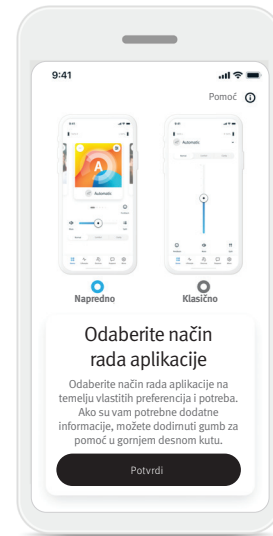 9:41
Pomoć
A
Automatic
Automatic
Napredno
Klasično
Odaberite način
rada aplikacije
Odaberite način rada aplikacije na
temelju vlastitih preferencija i potreba.
Ako su vam potrebne dodatne
informacije, možete dodirnuti gumb za
pomoć u gornjem desnom kutu.
Potvrdi